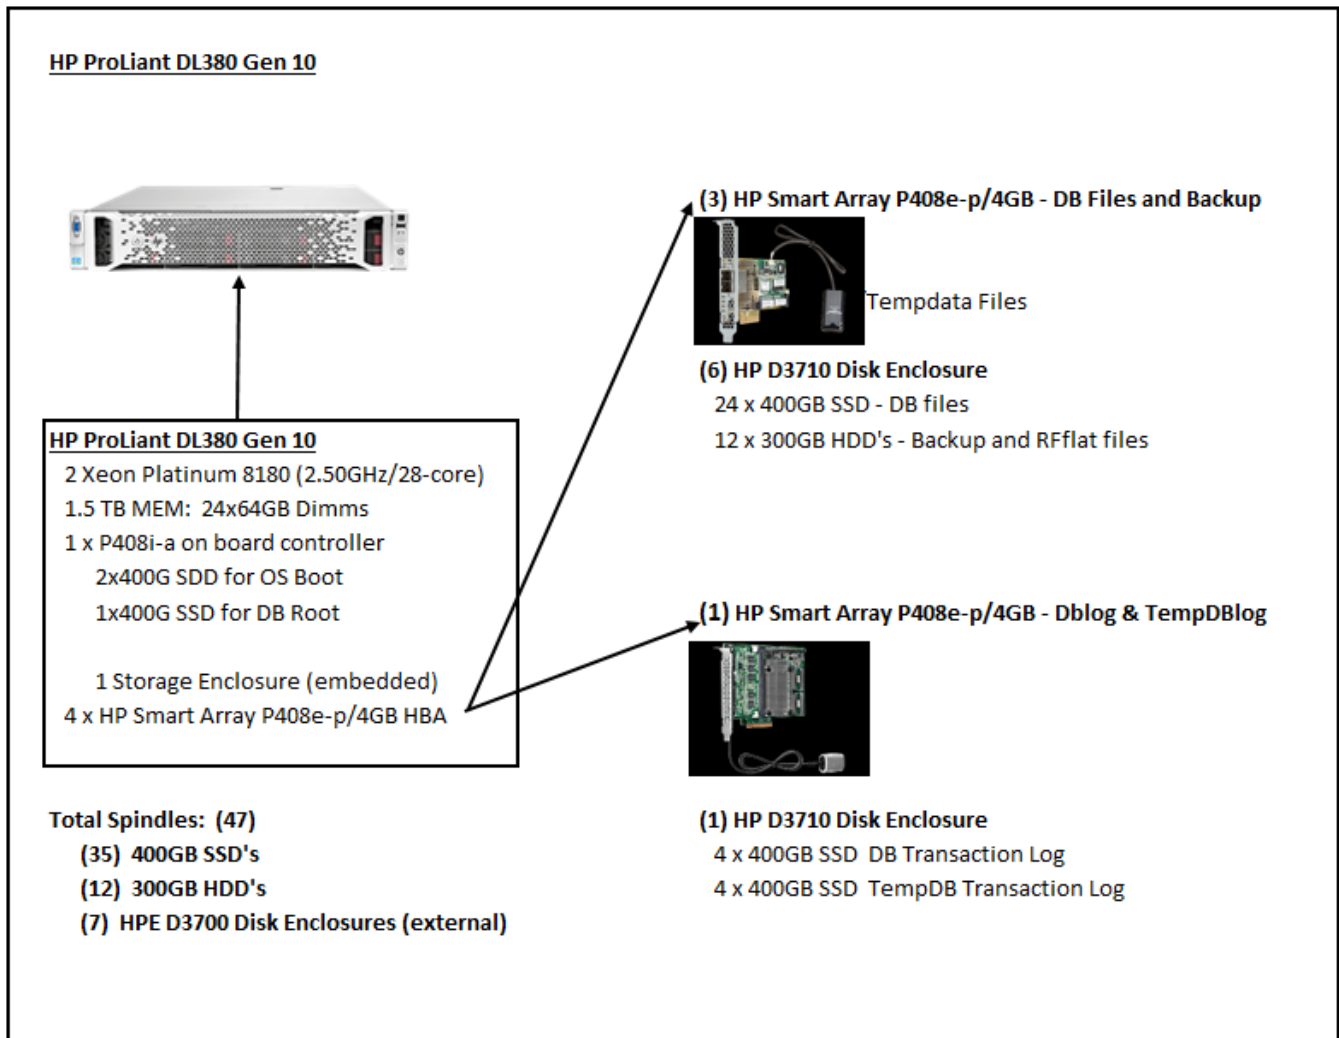 HP ProLiant DL380 Gen 10
(3) HP Smart Array P408e-p/4GB - DB Files and Backup
Tempdata Files
(6) HP D3710 Disk Enclosure
24 x 400GB SSD - DB files
12 x 300GB HDD's - Backup and RFflat files
HP ProLiant DL380 Gen 10
2 Xeon Platinum 8180 (2.50GHz/28-core)
1.5 TB MEM:  24x64GB Dimms
1 x P408i-a on board controller
2x400G SDD for OS Boot
1x400G SSD for DB Root
1 Storage Enclosure (embedded)
4 x HP Smart Array P408e-p/4GB HBA
(1) HP Smart Array P408e-p/4GB - Dblog & TempDBlog
(1) HP D3710 Disk Enclosure
4 x 400GB SSD  DB Transaction Log
4 x 400GB SSD  TempDB Transaction Log
Total Spindles:  (47)
(35)  400GB SSD's
(12)  300GB HDD's
(7)  HPE D3700 Disk Enclosures (external)